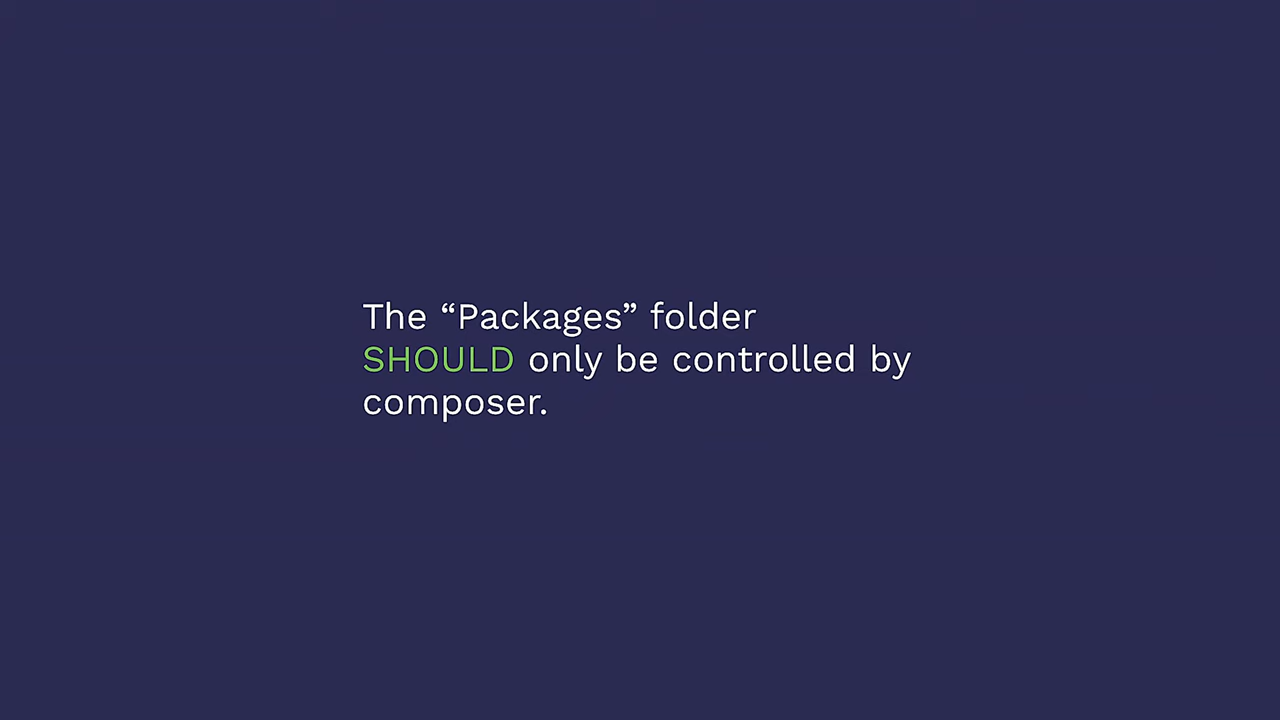 The “Packages” folder
SHOULD only be controlled by
composer.